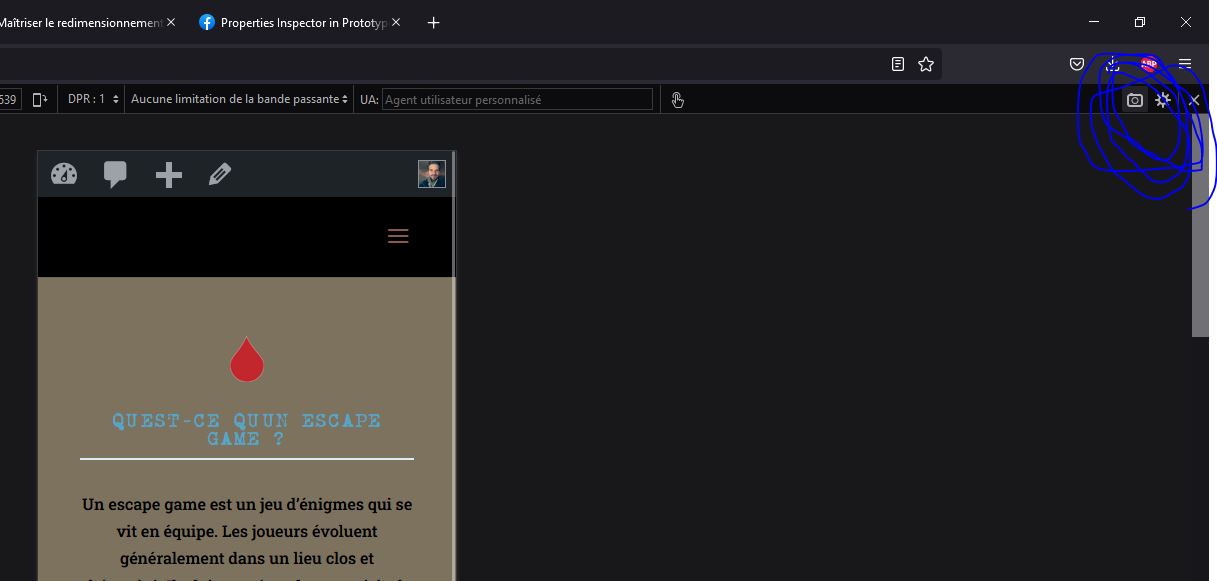 Maîtriser le redimensionnement
Properties Inspector in Prototyp
ABP
539
DPR : 1
Aucune limitation de la bande passante
UA: Agent utilisateur personnalisé
QUEST-CE QUUN ESCAPE
GAME ?
Un escape game est un jeu d'énigmes qui se
vit en équipe. Les joueurs évoluent
généralement dans un lieu clos et